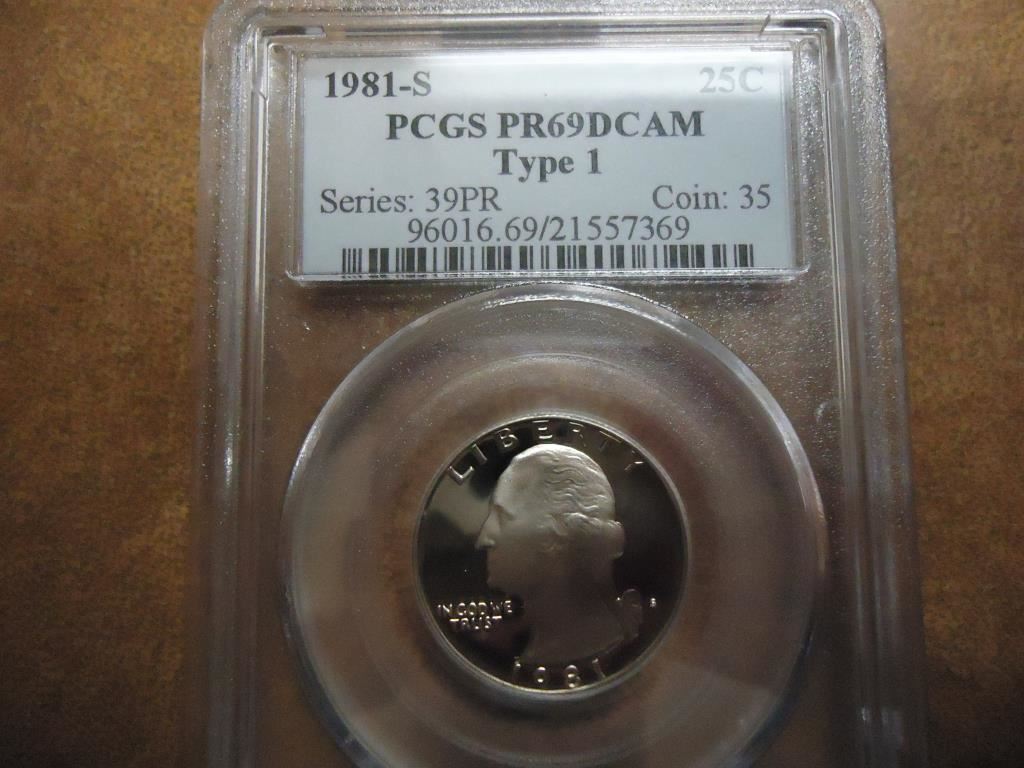 1981-S 25C
PCGS PR69DCAM
Type 1
Series: 39PR Coin: 35
96016.69/21557369
LIBERTY
IN GOD WE
TRUST
S
1981